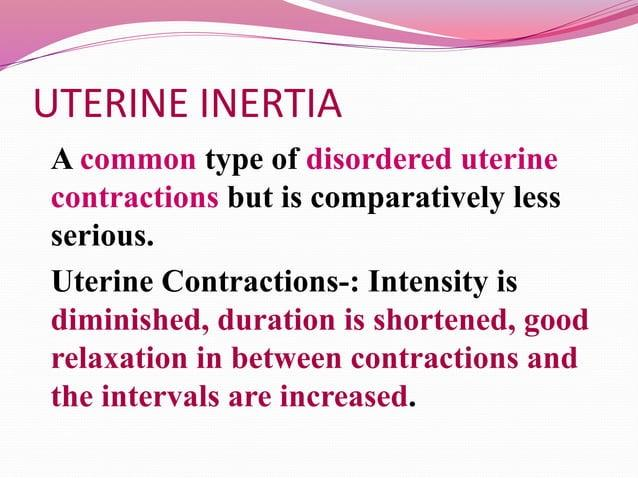 UTERINE INERTIA
A common type of disordered uterine
contractions but is comparatively less
serious.
Uterine Contractions-: Intensity is
diminished, duration is shortened, good
relaxation in between contractions and
the intervals are increased.